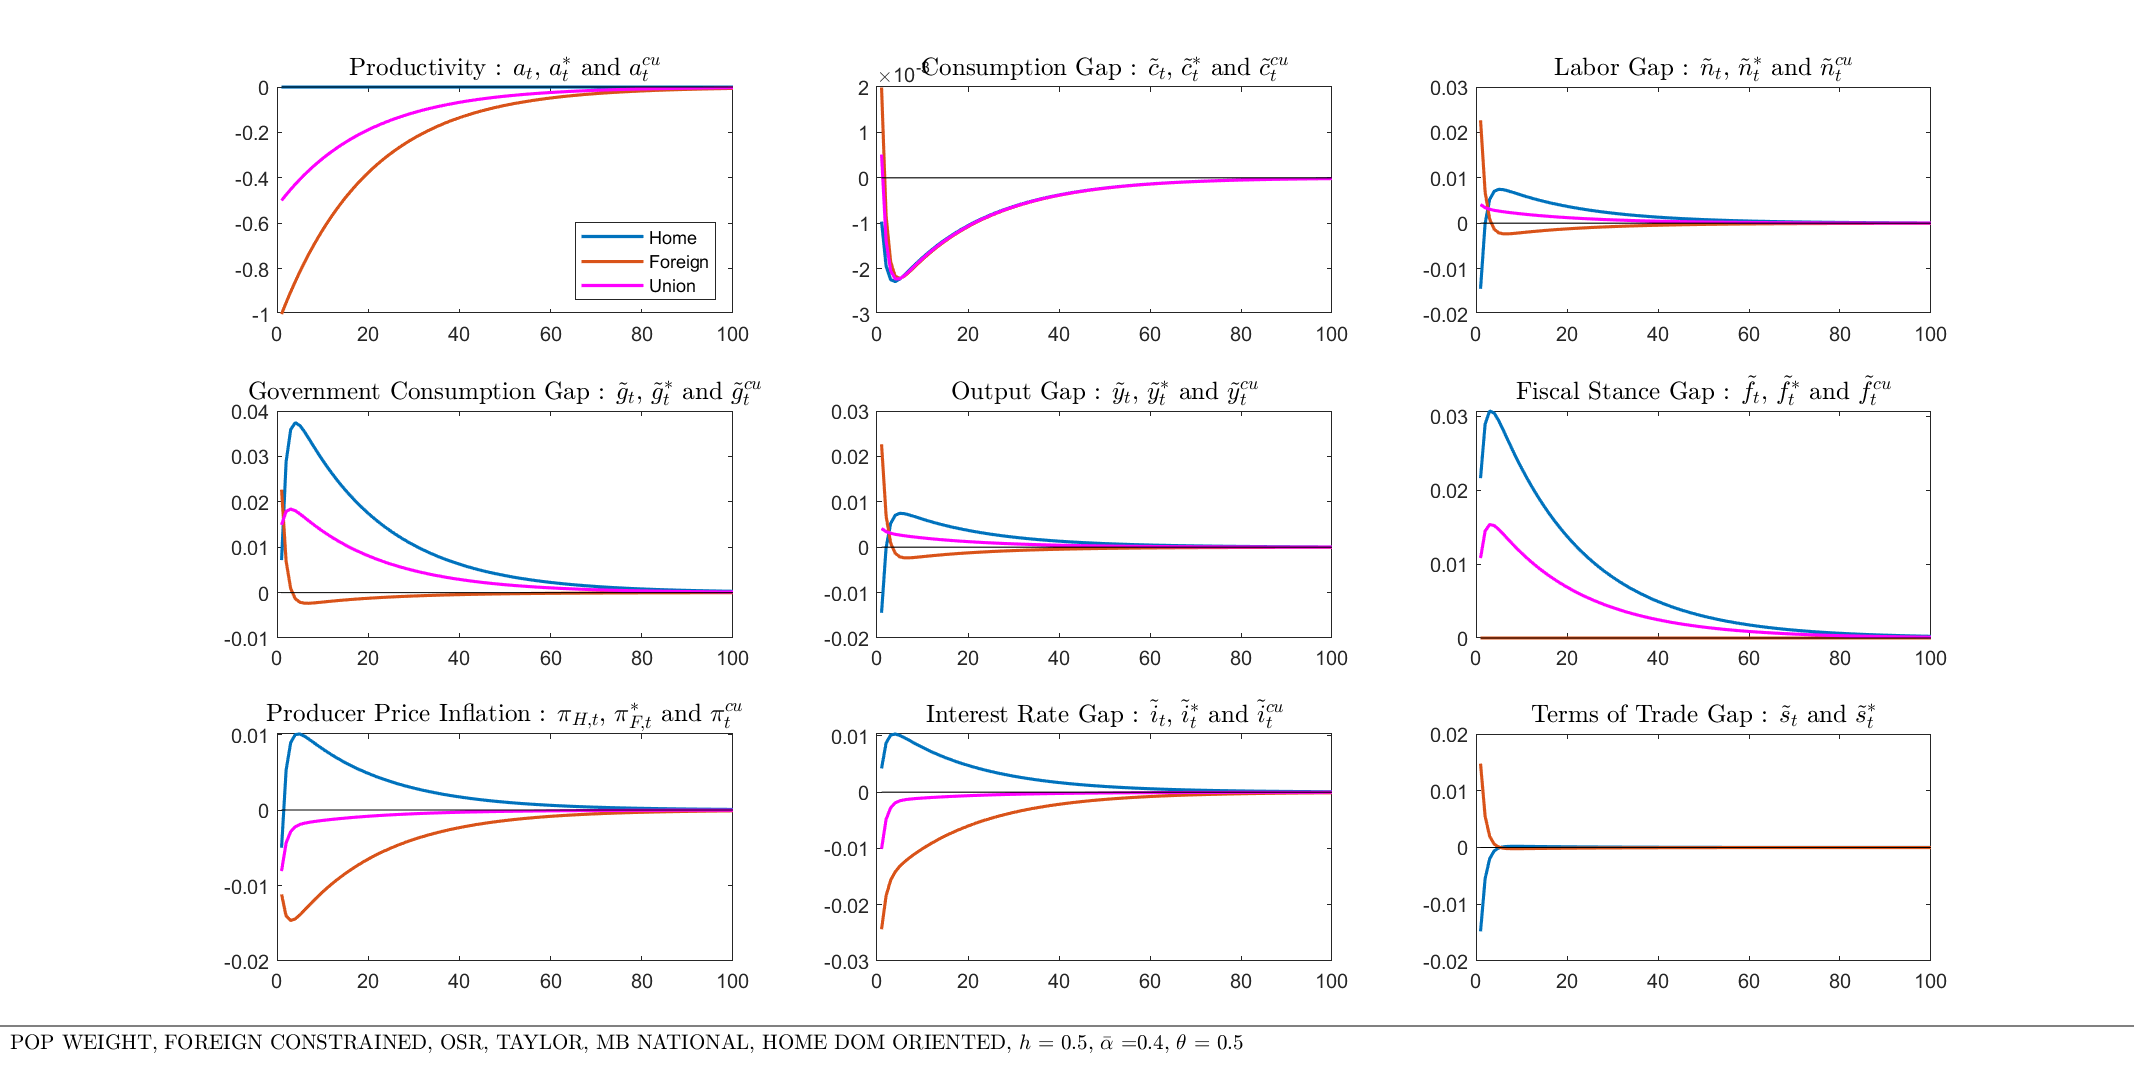 Productivity : a_t, a_t^* and a_t^{cu}
0
-0.2
-0.4
-0.6
-0.8
-1
0 20 40 60 80 100
Home
Foreign
Union
×10^{-3}
Consumption Gap : c̃_t, c̃_t^* and c̃_t^{cu}
2
1
0
-1
-2
-3
0 20 40 60 80 100
Labor Gap : ñ_t, ñ_t^* and ñ_t^{cu}
0.03
0.02
0.01
0
-0.01
-0.02
0 20 40 60 80 100
Government Consumption Gap : g̃_t, g̃_t^* and g̃_t^{cu}
0.04
0.03
0.02
0.01
0
-0.01
0 20 40 60 80 100
Output Gap : ỹ_t, ỹ_t^* and ỹ_t^{cu}
0.03
0.02
0.01
0
-0.01
-0.02
0 20 40 60 80 100
Fiscal Stance Gap : f̃_t, f̃_t^* and f̃_t^{cu}
0.03
0.02
0.01
0
0 20 40 60 80 100
Producer Price Inflation : π_{H,t}, π_{F,t}^* and π_t^{cu}
0.01
0
-0.01
-0.02
0 20 40 60 80 100
Interest Rate Gap : ĩ_t, ĩ_t^* and ĩ_t^{cu}
0.01
0
-0.01
-0.02
-0.03
0 20 40 60 80 100
Terms of Trade Gap : s̃_t and s̃_t^*
0.02
0.01
0
-0.01
-0.02
0 20 40 60 80 100
POP WEIGHT, FOREIGN CONSTRAINED, OSR, TAYLOR, MB NATIONAL, HOME DOM ORIENTED, h = 0.5, ᾱ =0.4, θ = 0.5